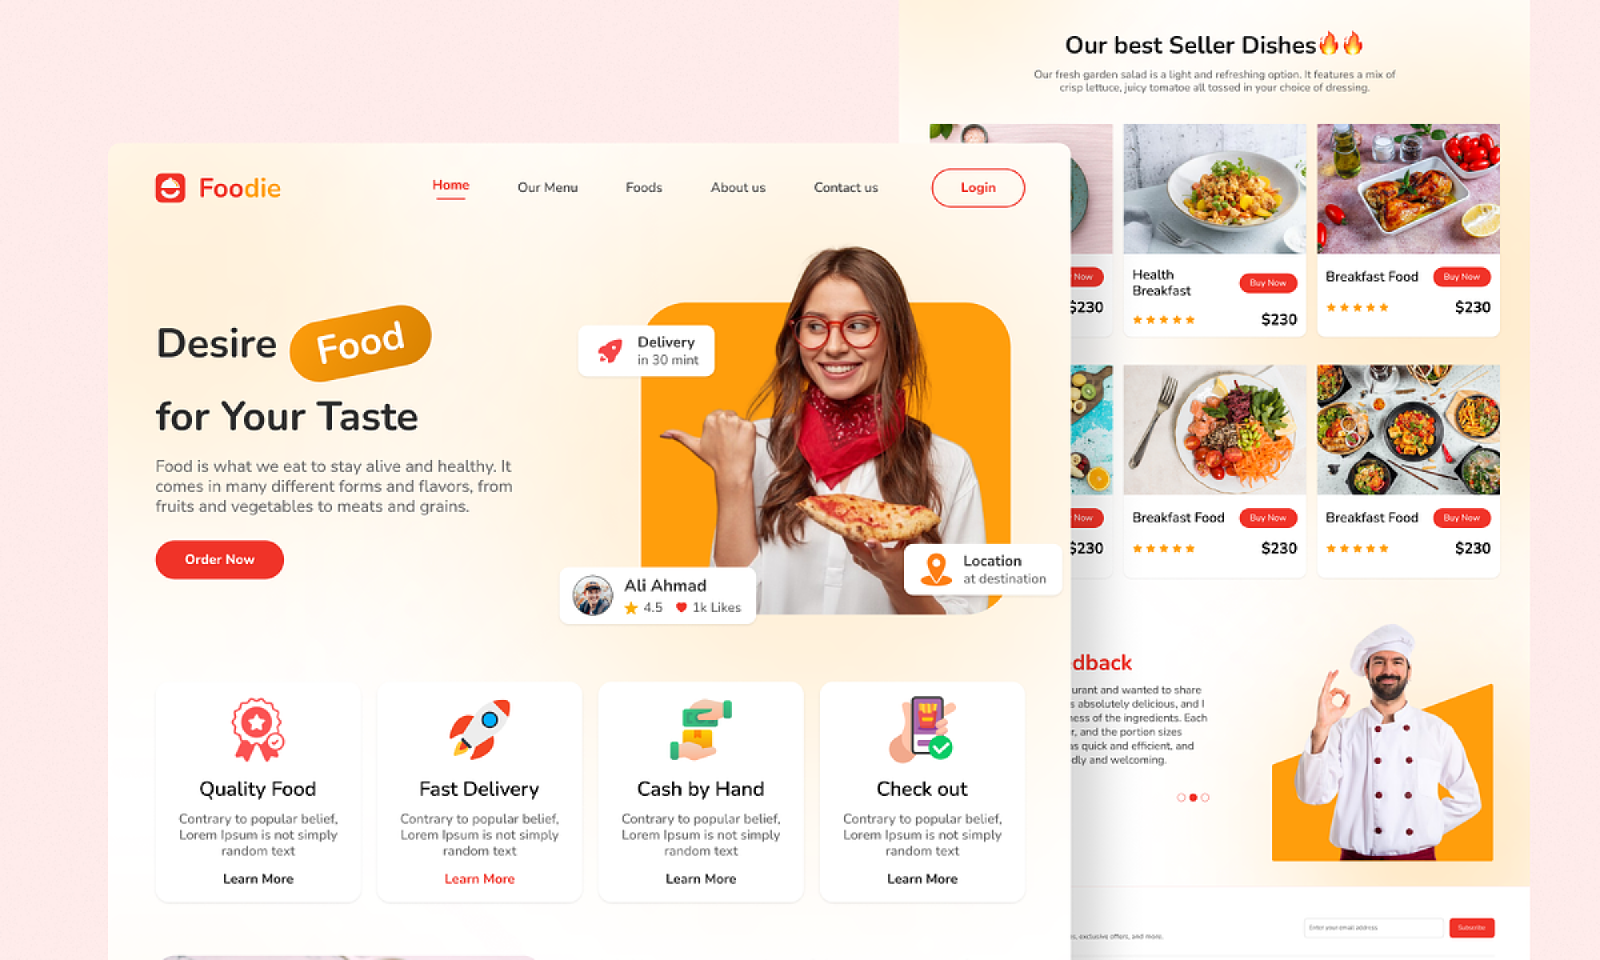 Foodie
Home
Our Menu
Foods
About us
Contact us
Login
Desire Food
for Your Taste
Food is what we eat to stay alive and healthy. It
comes in many different forms and flavors, from
fruits and vegetables to meats and grains.
Order Now
Delivery
in 30 mint
Location
at destination
Ali Ahmad
4.5
1k Likes
Quality Food
Contrary to popular belief,
Lorem Ipsum is not simply
random text
Learn More
Fast Delivery
Contrary to popular belief,
Lorem Ipsum is not simply
random text
Learn More
Cash by Hand
Contrary to popular belief,
Lorem Ipsum is not simply
random text
Learn More
Check out
Contrary to popular belief,
Lorem Ipsum is not simply
random text
Learn More
Our best Seller Dishes🔥🔥
Our fresh garden salad is a light and refreshing option. It features a mix of
crisp lettuce, juicy tomatoe all tossed in your choice of dressing.
Now
$230
Health
Breakfast
Buy Now
$230
Breakfast Food
Buy Now
$230
Now
$230
Breakfast Food
Buy Now
$230
Breakfast Food
Buy Now
$230
dback
urant and wanted to share
s absolutely delicious, and I
ness of the ingredients. Each
r, and the portion sizes
as quick and efficient, and
dly and welcoming.
s, exclusive offers, and more.
Enter your email address
Subscribe